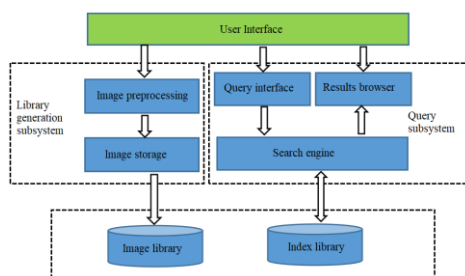 User Interface
Library
generation
subsystem
Image preprocessing
Image storage
Query interface
Results browser
Query
subsystem
Search engine
Image library
Index library